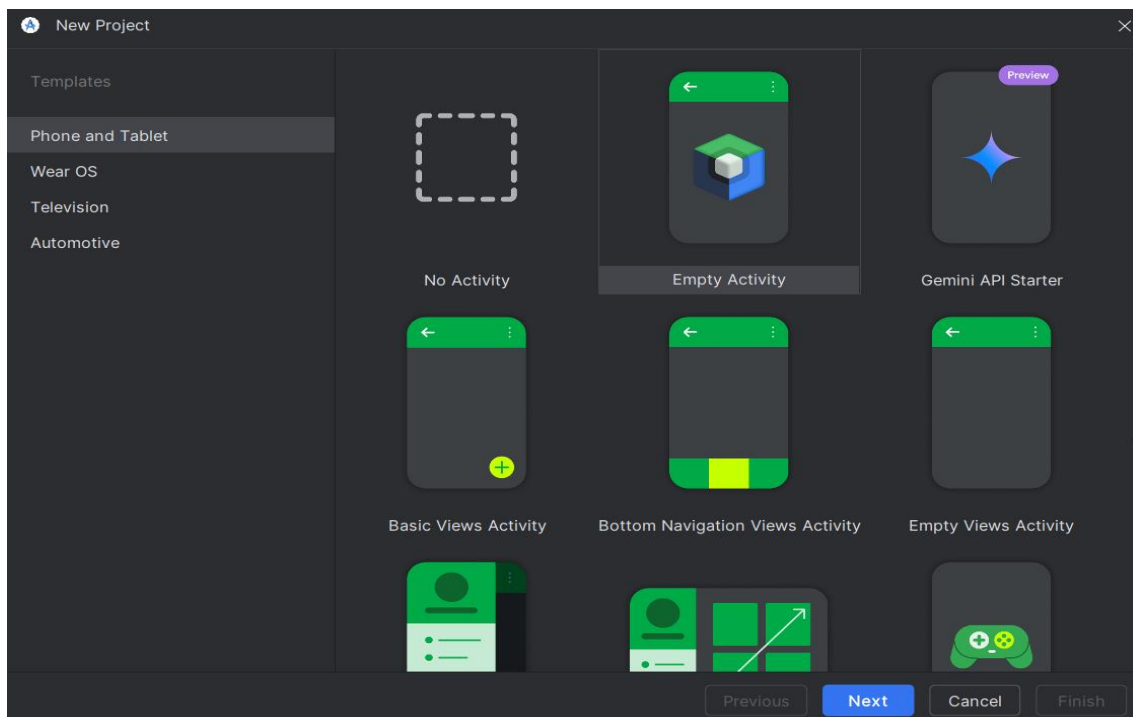 New Project
Templates
Phone and Tablet
Wear OS
Television
Automotive
Preview
No Activity
Empty Activity
Gemini API Starter
Basic Views Activity
Bottom Navigation Views Activity
Empty Views Activity
Previous
Next
Cancel
Finish